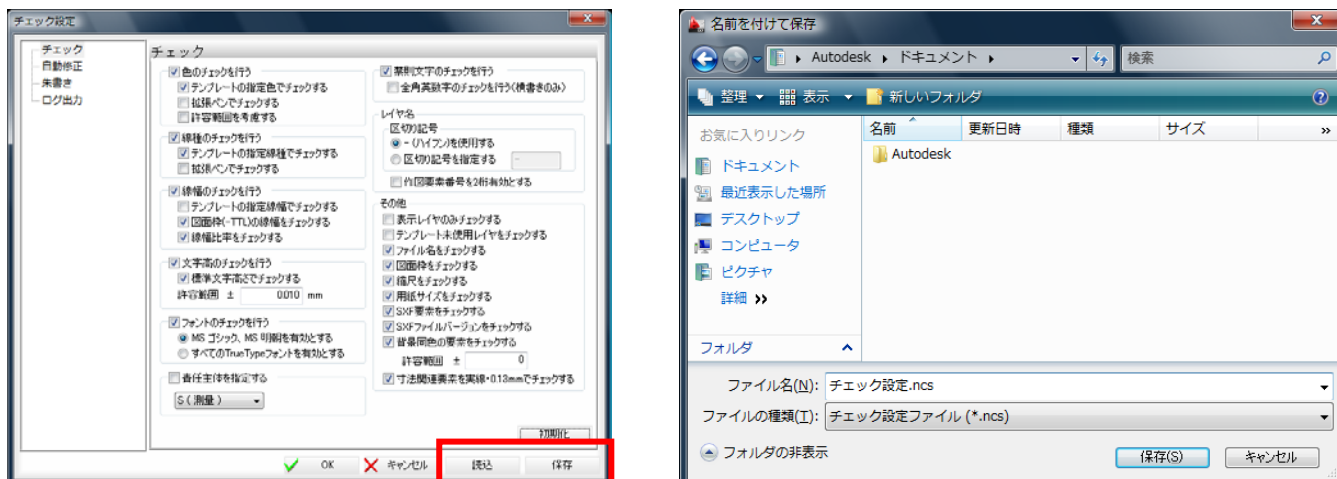 チェック設定
チェック
自動修正
朱書き
ログ出力
チェック
色のチェックを行う
テンプレートの指定色でチェックする
拡張ペンでチェックする
許容範囲を考慮する
線種のチェックを行う
テンプレートの指定線種でチェックする
拡張ペンでチェックする
線幅のチェックを行う
テンプレートの指定線幅でチェックする
図面枠(-TTL)の線幅をチェックする
線幅比率をチェックする
文字高のチェックを行う
標準文字高さでチェックする
許容範囲 ± 0.010 mm
フォントのチェックを行う
MS ゴシック、MS 明朝を有効とする
すべてのTrueTypeフォントを有効とする
責任主体を指定する
S ( 測量 )
禁則文字のチェックを行う
全角英数字のチェックを行う(横書きのみ)
レイヤ名
区切り記号
- (ハイフン)を使用する
区切り記号を指定する -
作図要素番号を2桁有効とする
その他
表示レイヤのみチェックする
テンプレート未使用レイヤをチェックする
ファイル名をチェックする
図面枠をチェックする
縮尺をチェックする
用紙サイズをチェックする
SXF要素をチェックする
SXFファイルバージョンをチェックする
背景同色の要素をチェックする
許容範囲 ± 0
寸法関連要素を実線・0.13mmでチェックする
初期化
OK キャンセル 読込 保存
名前を付けて保存
Autodesk ドキュメント 検索
整理 表示 新しいフォルダ
お気に入りリンク
ドキュメント
最近表示した場所
デスクトップ
コンピュータ
ピクチャ
詳細 »
フォルダ
名前 更新日時 種類 サイズ »
Autodesk
ファイル名(N): チェック設定.ncs
ファイルの種類(T): チェック設定ファイル (*.ncs)
フォルダの非表示 保存(S) キャンセル